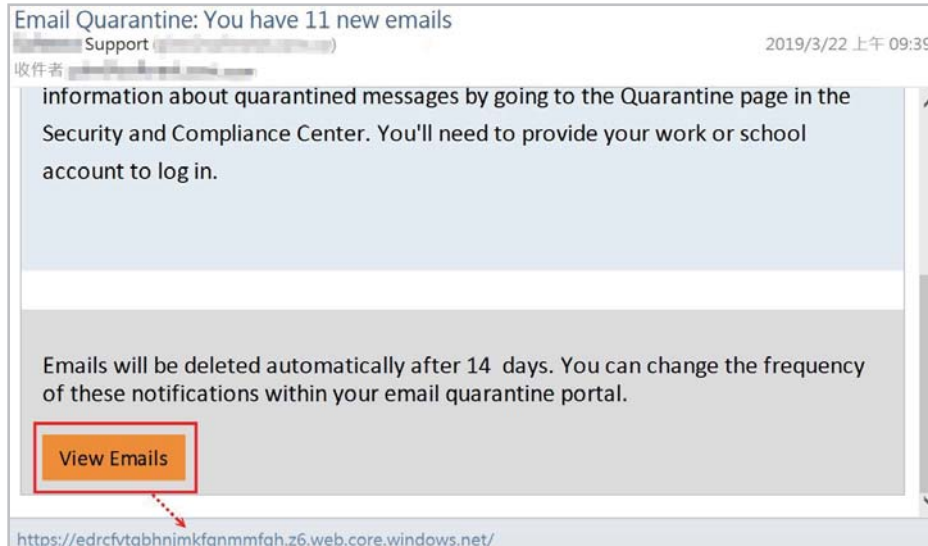 Email Quarantine: You have 11 new emails
Support
2019/3/22 上午 09:39
收件者
information about quarantined messages by going to the Quarantine page in the
Security and Compliance Center. You'll need to provide your work or school
account to log in.
Emails will be deleted automatically after 14 days. You can change the frequency
of these notifications within your email quarantine portal.
View Emails
https://edrcfvtgbhnjmkfgnmmfgh.z6.web.core.windows.net/